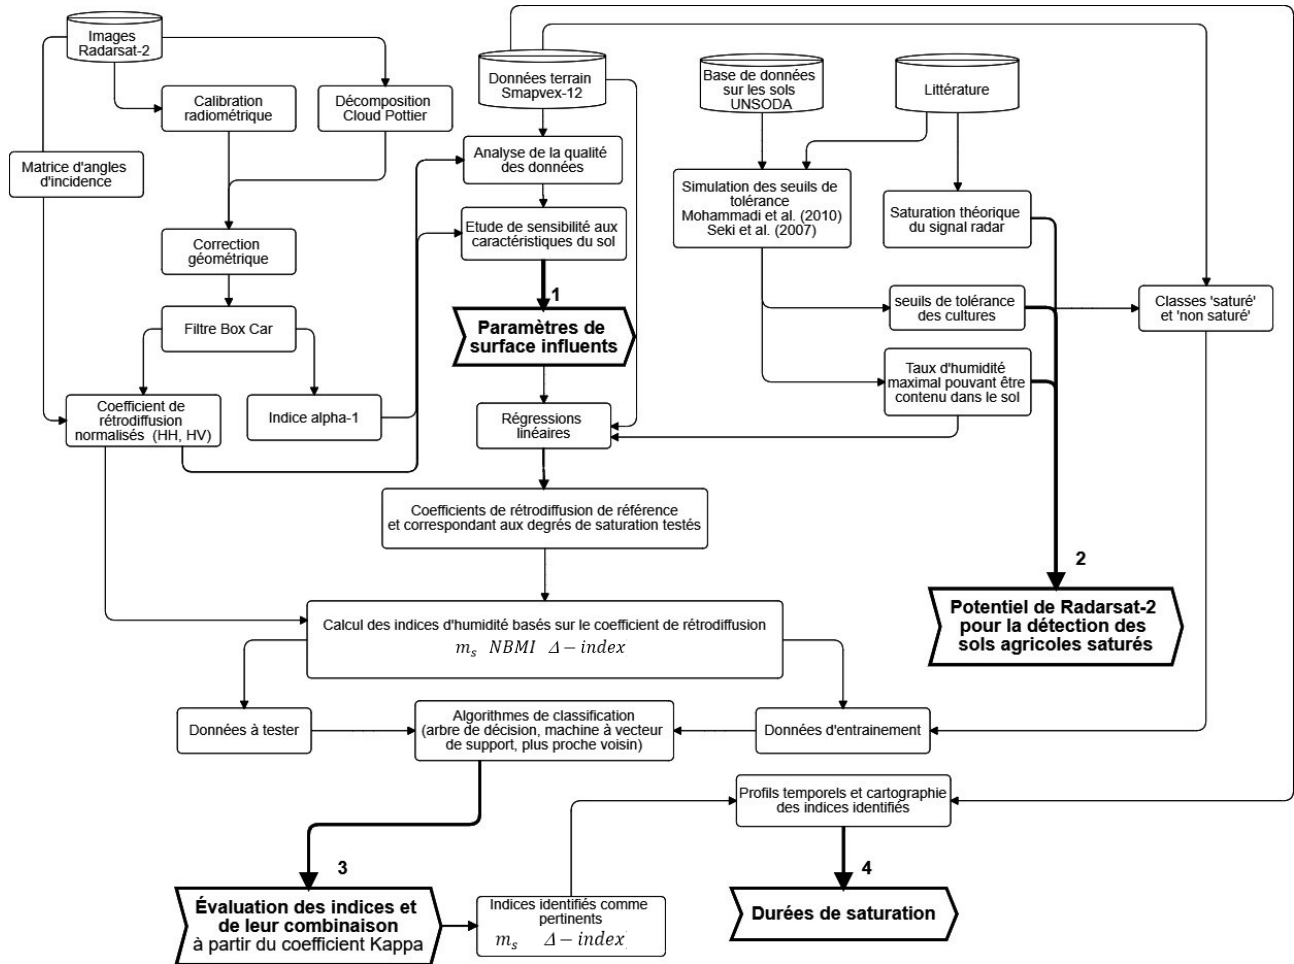 Images
Radarsat-2
Données terrain
Smapvex-12
Base de données
sur les sols
UNSODA
Littérature
Calibration
radiométrique
Décomposition
Cloud Pottier
Matrice d'angles
d'incidence
Analyse de la qualité
des données
Simulation des seuils de
tolérance
Mohammadi et al. (2010)
Seki et al. (2007)
Saturation théorique
du signal radar
Etude de sensibilité aux
caractéristiques du sol
Correction
géométrique
1
seuils de tolérance
des cultures
Classes 'saturé'
et 'non saturé'
Filtre Box Car
Paramètres de
surface influents
Taux d'humidité
maximal pouvant être
contenu dans le sol
Coefficient de
rétrodiffusion
normalisés (HH, HV)
Indice alpha-1
Régressions
linéaires
Coefficients de rétrodiffusion de référence
et correspondant aux degrés de saturation testés
2
Potentiel de Radarsat-2
pour la détection des
sols agricoles saturés
Calcul des indices d'humidité basés sur le coefficient de rétrodiffusion
m_s NBMI Δ − index
Données à tester
Algorithmes de classification
(arbre de décision, machine à vecteur
de support, plus proche voisin)
Données d'entrainement
Profils temporels et cartographie
des indices identifiés
3
4
Évaluation des indices et
de leur combinaison
à partir du coefficient Kappa
Indices identifiés comme
pertinents
m_s Δ − index
Durées de saturation